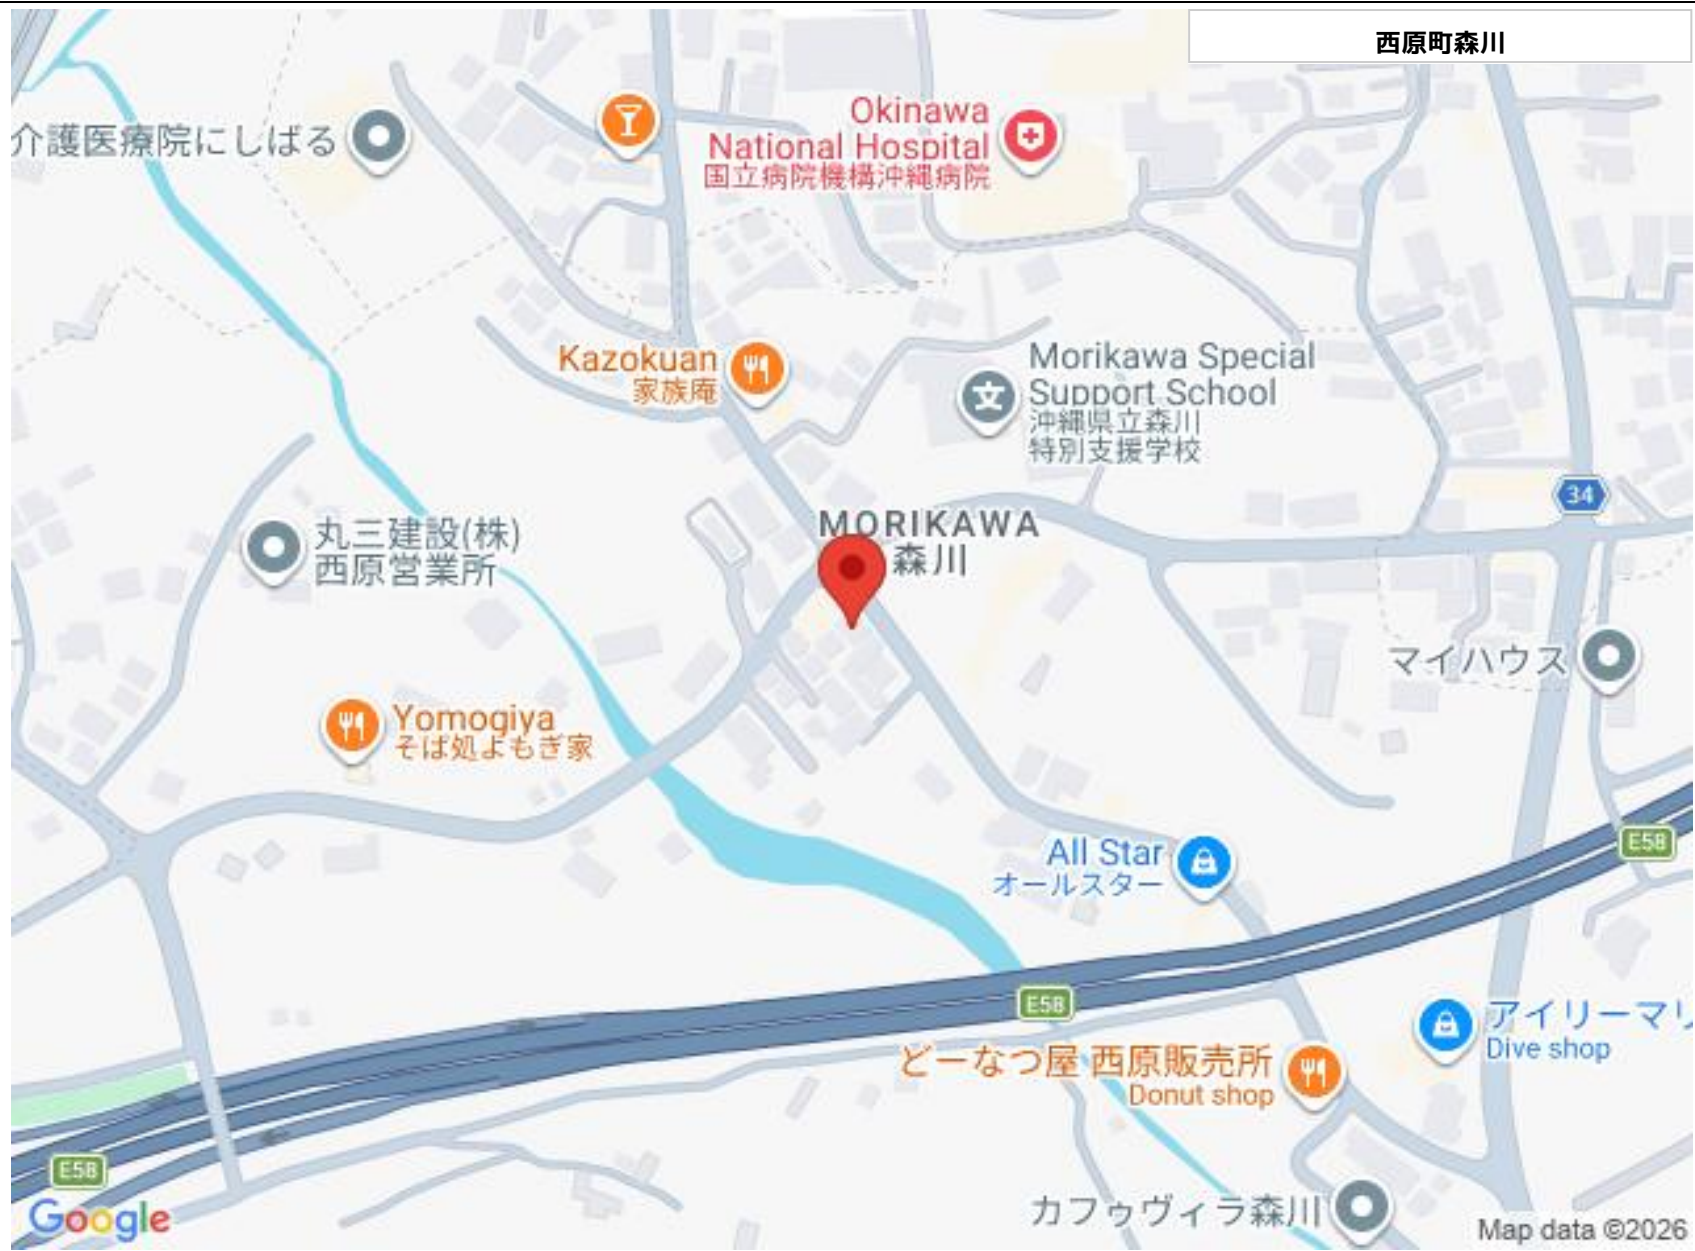 西原町森川
Okinawa
National Hospital
国立病院機構沖縄病院
介護医療院にしばる
Kazokuan
家族庵
Morikawa Special
Support School
沖縄県立森川
特別支援学校
34
MORIKAWA
森川
丸三建設(株)
西原営業所
マイハウス
Yomogiya
そば処よもぎ家
All Star
オールスター
E58
E58
アイリーマリ
Dive shop
どーなつ屋 西原販売所
Donut shop
E58
カフゥヴィラ森川
Google
Map data ©2026